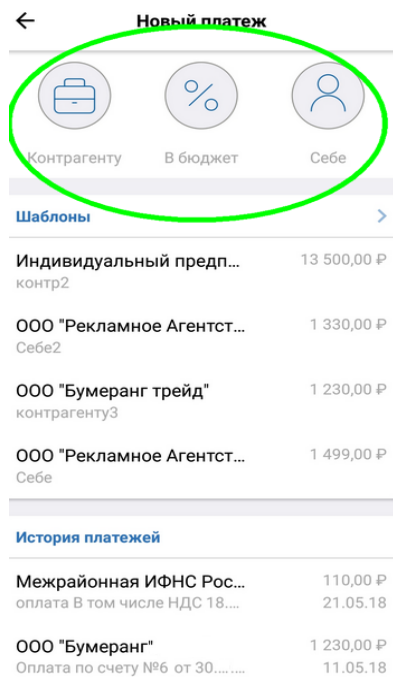 Новый платеж
Контрагенту В бюджет Себе
Шаблоны
Индивидуальный предп... 13 500,00 ₽
контр2
ООО "Рекламное Агентст... 1 330,00 ₽
Себе2
ООО "Бумеранг трейд" 1 230,00 ₽
контрагенту3
ООО "Рекламное Агентст... 1 499,00 ₽
Себе
История платежей
Межрайонная ИФНС Рос... 110,00 ₽
оплата В том числе НДС 18.... 21.05.18
ООО "Бумеранг" 1 230,00 ₽
Оплата по счету №6 от 30....... 11.05.18